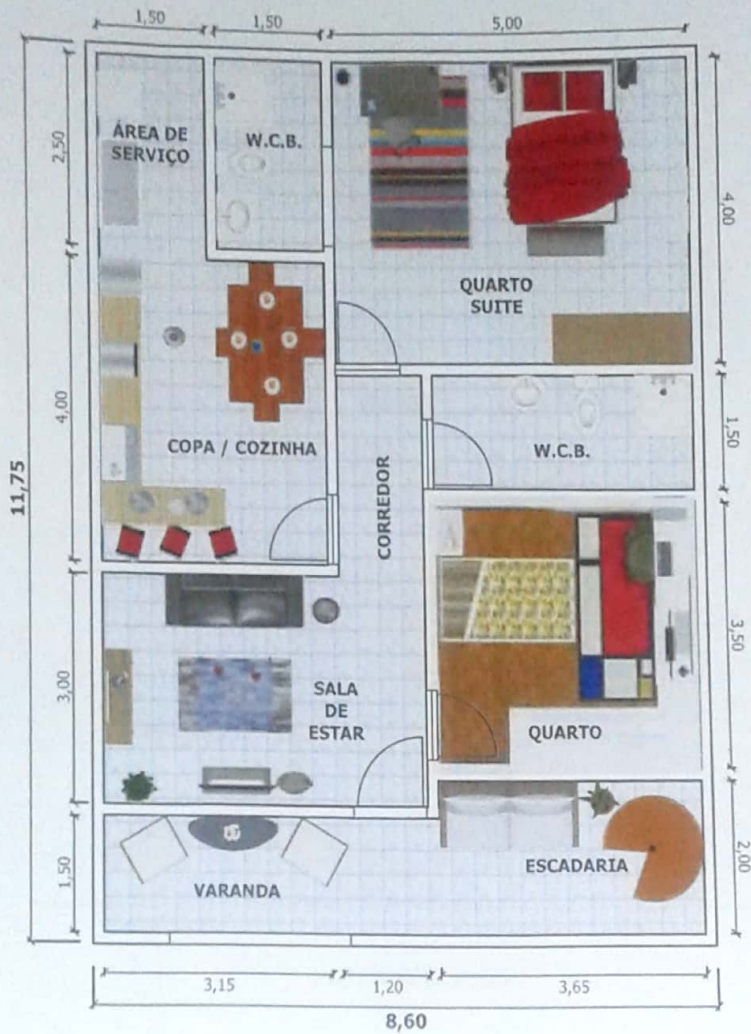 1,50
1,50
5,00
2,50
ÁREA DE
SERVIÇO
W.C.B.
4,00
QUARTO
SUITE
4,00
COPA / COZINHA
CORREDOR
W.C.B.
1,50
11,75
3,50
3,00
SALA
DE
ESTAR
QUARTO
1,50
VARANDA
ESCADARIA
2,00
3,15
1,20
3,65
8,60